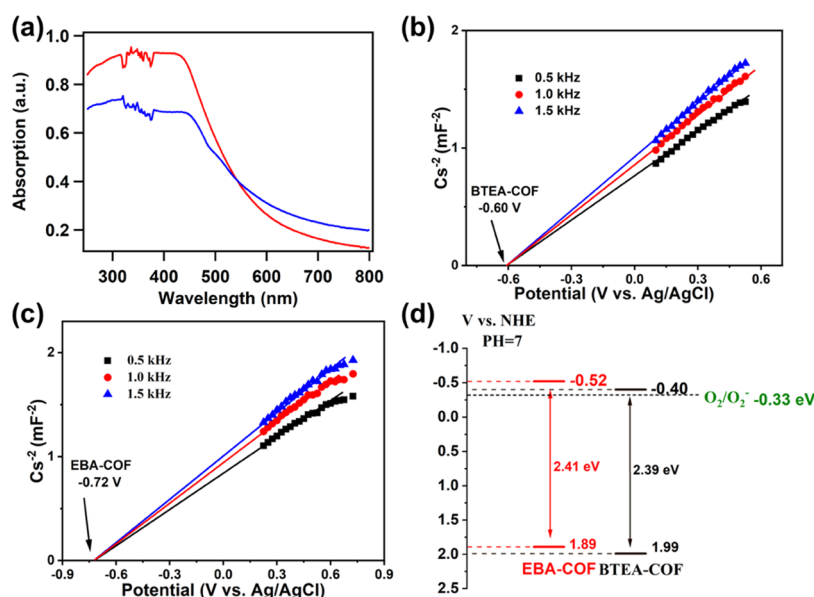 (a)
1.0
0.8
0.6
0.4
0.2
Absorption (a.u.)
300 400 500 600 700 800
Wavelength (nm)
(b)
2
1
0
Cs⁻² (mF⁻²)
0.5 kHz
1.0 kHz
1.5 kHz
BTEA-COF
-0.60 V
-0.6 0.0 0.3 0.6
Potential (V vs. Ag/AgCl)
(c)
2
1
0
Cs⁻² (mF⁻²)
0.5 kHz
1.0 kHz
1.5 kHz
EBA-COF
-0.72 V
-0.9 -0.6 -0.3 0.0 0.3 0.6 0.9
Potential (V vs. Ag/AgCl)
(d)
V vs. NHE
PH=7
-1.0
-0.5
0.0
0.5
1.0
1.5
2.0
2.5
-0.52
-0.40
O₂/O₂⁻ -0.33 eV
2.41 eV
2.39 eV
1.89
1.99
EBA-COF BTEA-COF